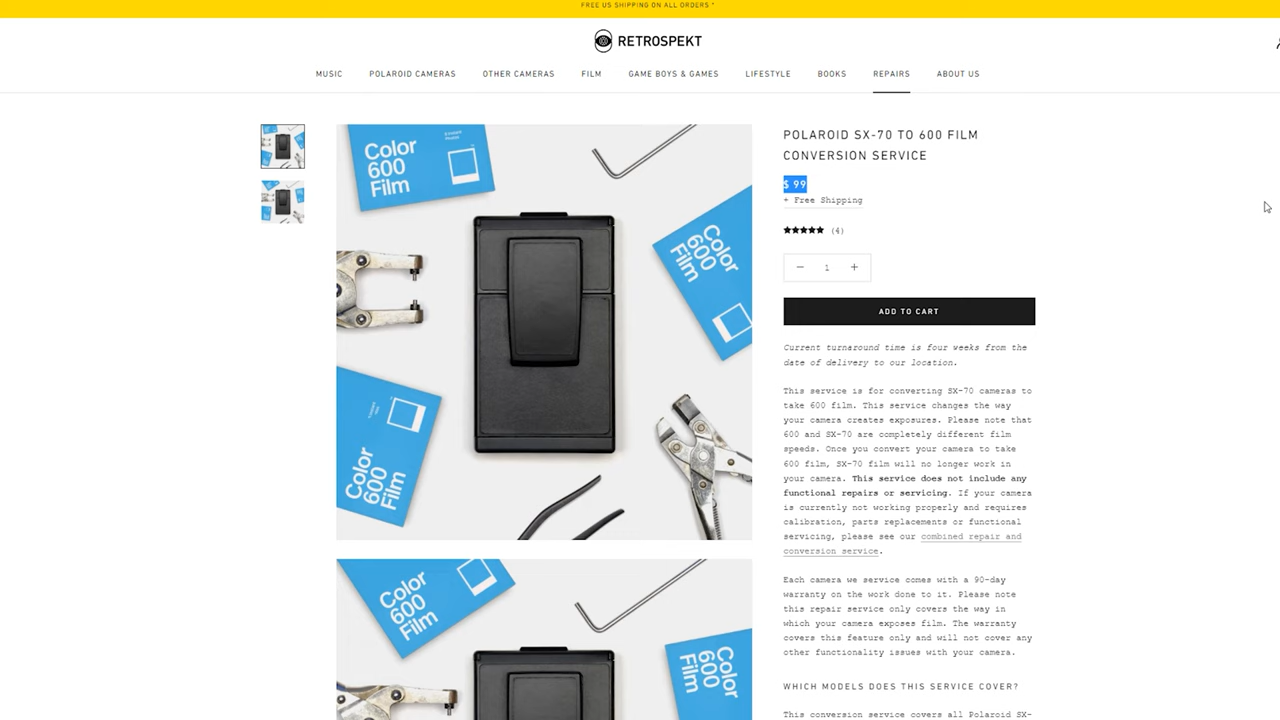 FREE US SHIPPING ON ALL ORDERS *
RETROSPEKT
MUSIC POLAROID CAMERAS OTHER CAMERAS FILM GAME BOYS & GAMES LIFESTYLE BOOKS REPAIRS ABOUT US
Color
600
Film
Color
600
Film
Color
600
Film
Color
600
Film
Color
600
Film
POLAROID SX-70 TO 600 FILM
CONVERSION SERVICE
$ 99
+ Free Shipping
★★★★★ (4)
− 1 +
ADD TO CART
Current turnaround time is four weeks from the
date of delivery to our location.
This service is for converting SX-70 cameras to
take 600 film. This service changes the way
your camera creates exposures. Please note that
600 and SX-70 are completely different film
speeds. Once you convert your camera to take
600 film, SX-70 film will no longer work in
your camera. This service does not include any
functional repairs or servicing. If your camera
is currently not working properly and requires
calibration, parts replacements or functional
servicing, please see our combined repair and
conversion service.
Each camera we service comes with a 90-day
warranty on the work done to it. Please note
this repair service only covers the way in
which your camera exposes film. The warranty
covers this feature only and will not cover any
other functionality issues with your camera.
WHICH MODELS DOES THIS SERVICE COVER?
This conversion service covers all Polaroid SX-